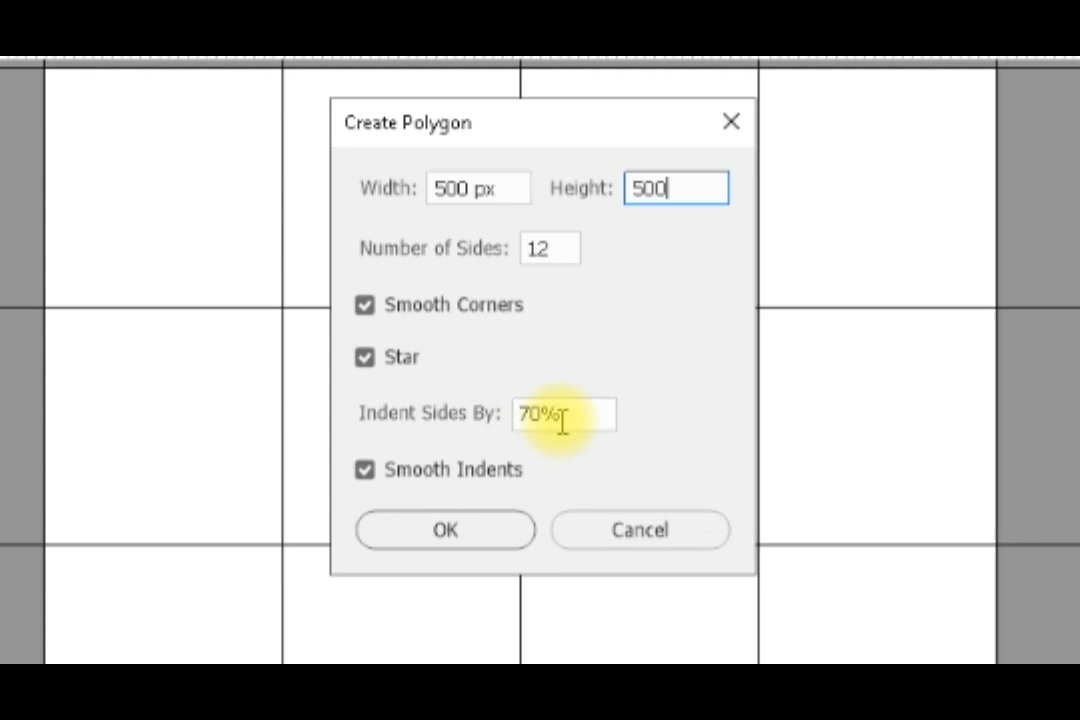 Create Polygon
Width: 500 px Height: 500
Number of Sides: 12
Smooth Corners
Star
Indent Sides By: 70%
Smooth Indents
OK Cancel